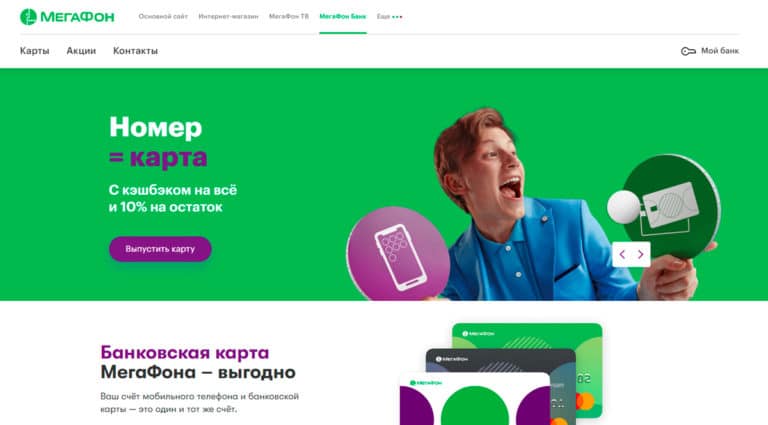 МегаФон
Основной сайт Интернет-магазин МегаФон ТВ МегаФон Банк Еще
Карты Акции Контакты Мой банк
Номер
= карта
С кэшбэком на всё
и 10% на остаток
Выпустить карту
Банковская карта
МегаФона – выгодно
Ваш счёт мобильного телефона и банковской
карты — это один и тот же счёт.
МегаФон
МегаФон
МегаФон